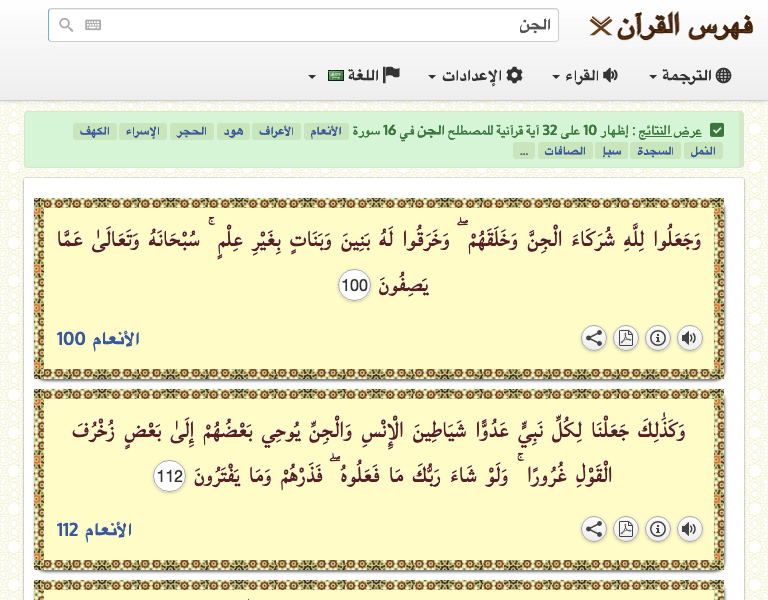 فهرس القرآن
الجن
الترجمة القراء الإعدادات اللغة
عرض النتائج : إظهار 10 على 32 آية قرآنية للمصطلح الجن في 16 سورة الأنعام الأعراف هود الحجر الإسراء الكهف
النمل السجدة سبإ الصافات ...
وَجَعَلُوا لِلَّهِ شُرَكَاءَ الْجِنَّ وَخَلَقَهُمْ ۖ وَخَرَقُوا لَهُ بَنِينَ وَبَنَاتٍ بِغَيْرِ عِلْمٍ ۚ سُبْحَانَهُ وَتَعَالَىٰ عَمَّا
يَصِفُونَ 100
الأنعام 100
وَكَذَٰلِكَ جَعَلْنَا لِكُلِّ نَبِيٍّ عَدُوًّا شَيَاطِينَ الْإِنْسِ وَالْجِنِّ يُوحِي بَعْضُهُمْ إِلَىٰ بَعْضٍ زُخْرُفَ
الْقَوْلِ غُرُورًا ۚ وَلَوْ شَاءَ رَبُّكَ مَا فَعَلُوهُ ۖ فَذَرْهُمْ وَمَا يَفْتَرُونَ 112
الأنعام 112